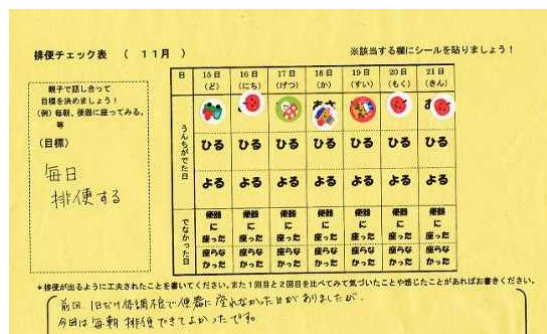 排便チェック表 ( 11月 )
※該当する欄にシールを貼りましょう！
親子で話し合って
目標を決めましょう！
(例) 毎朝、便器に座ってみる。
等
(目標)
毎日
排便する
日 15日 16日 17日 18日 19日 20日 21日
(ど) (にち) (げつ) (か) (すい) (もく) (きん)
うんちがでた日
ひる ひる ひる ひる ひる ひる ひる
よる よる よる よる よる よる よる
でなかった日
便器 便器 便器 便器 便器 便器 便器
に に に に に に に
座った 座った 座った 座った 座った 座った 座った
座らな 座らな 座らな 座らな 座らな 座らな 座らな
かった かった かった かった かった かった かった
*排便が出るように工夫されたことを書いてください。また1回目と2回目を比べてみて気づいたことや感じたことがあればお書きください。
前回、1日だけ体調不良で便器に座れなかった日がありましたが、
今回は毎朝排便できてよかったです。